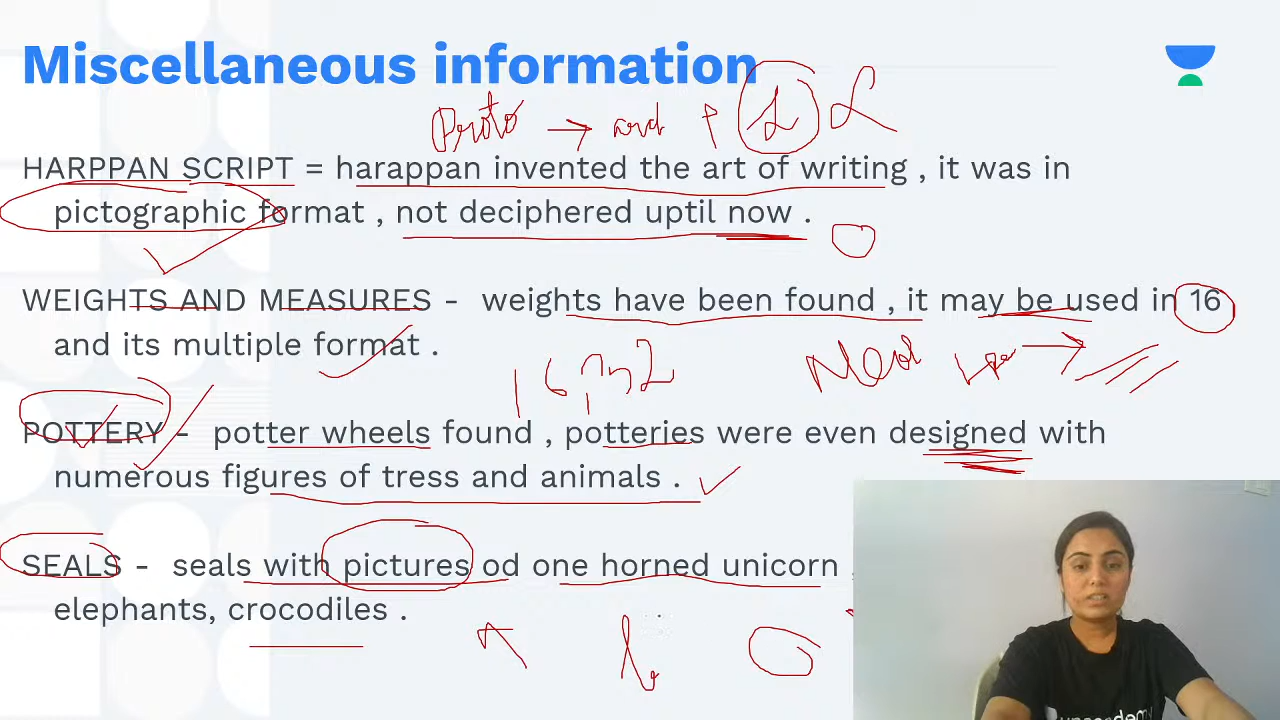 Miscellaneous information
Proto → and
HARPPAN SCRIPT = harappan invented the art of writing , it was in
pictographic format , not deciphered uptil now .
WEIGHTS AND MEASURES - weights have been found , it may be used in 16
and its multiple format .
POTTERY - potter wheels found , potteries were even designed with
numerous figures of tress and animals .
SEALS - seals with pictures od one horned unicorn
elephants, crocodiles .